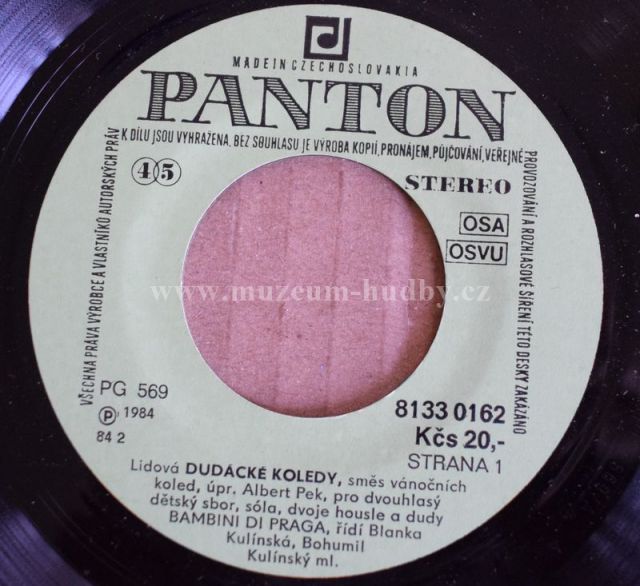 MADE IN CZECHOSLOVAKIA
PANTON
VŠECHNA PRÁVA VÝROBCE A VLASTNÍKŮ AUTORSKÝCH PRÁV K DÍLU JSOU VYHRAŽENA. BEZ SOUHLASU JE VÝROBA KOPIÍ, PRONÁJEM, PŮJČOVÁNÍ, VEŘEJNÉ PROVOZOVÁNÍ A ROZHLASOVÉ ŠÍŘENÍ TÉTO DESKY ZAKÁZÁNO
45
STEREO
OSA
OSVU
www.muzeum-hudby.cz
PG 569
Ⓟ 1984
84 2
8133 0162
Kčs 20,-
STRANA 1
Lidová DUDÁCKÉ KOLEDY, směs vánočních
koled, úpr. Albert Pek, pro dvouhlasý
dětský sbor, sóla, dvoje housle a dudy
BAMBINI DI PRAGA, řídí Blanka
Kulínská, Bohumil
Kulínský ml.